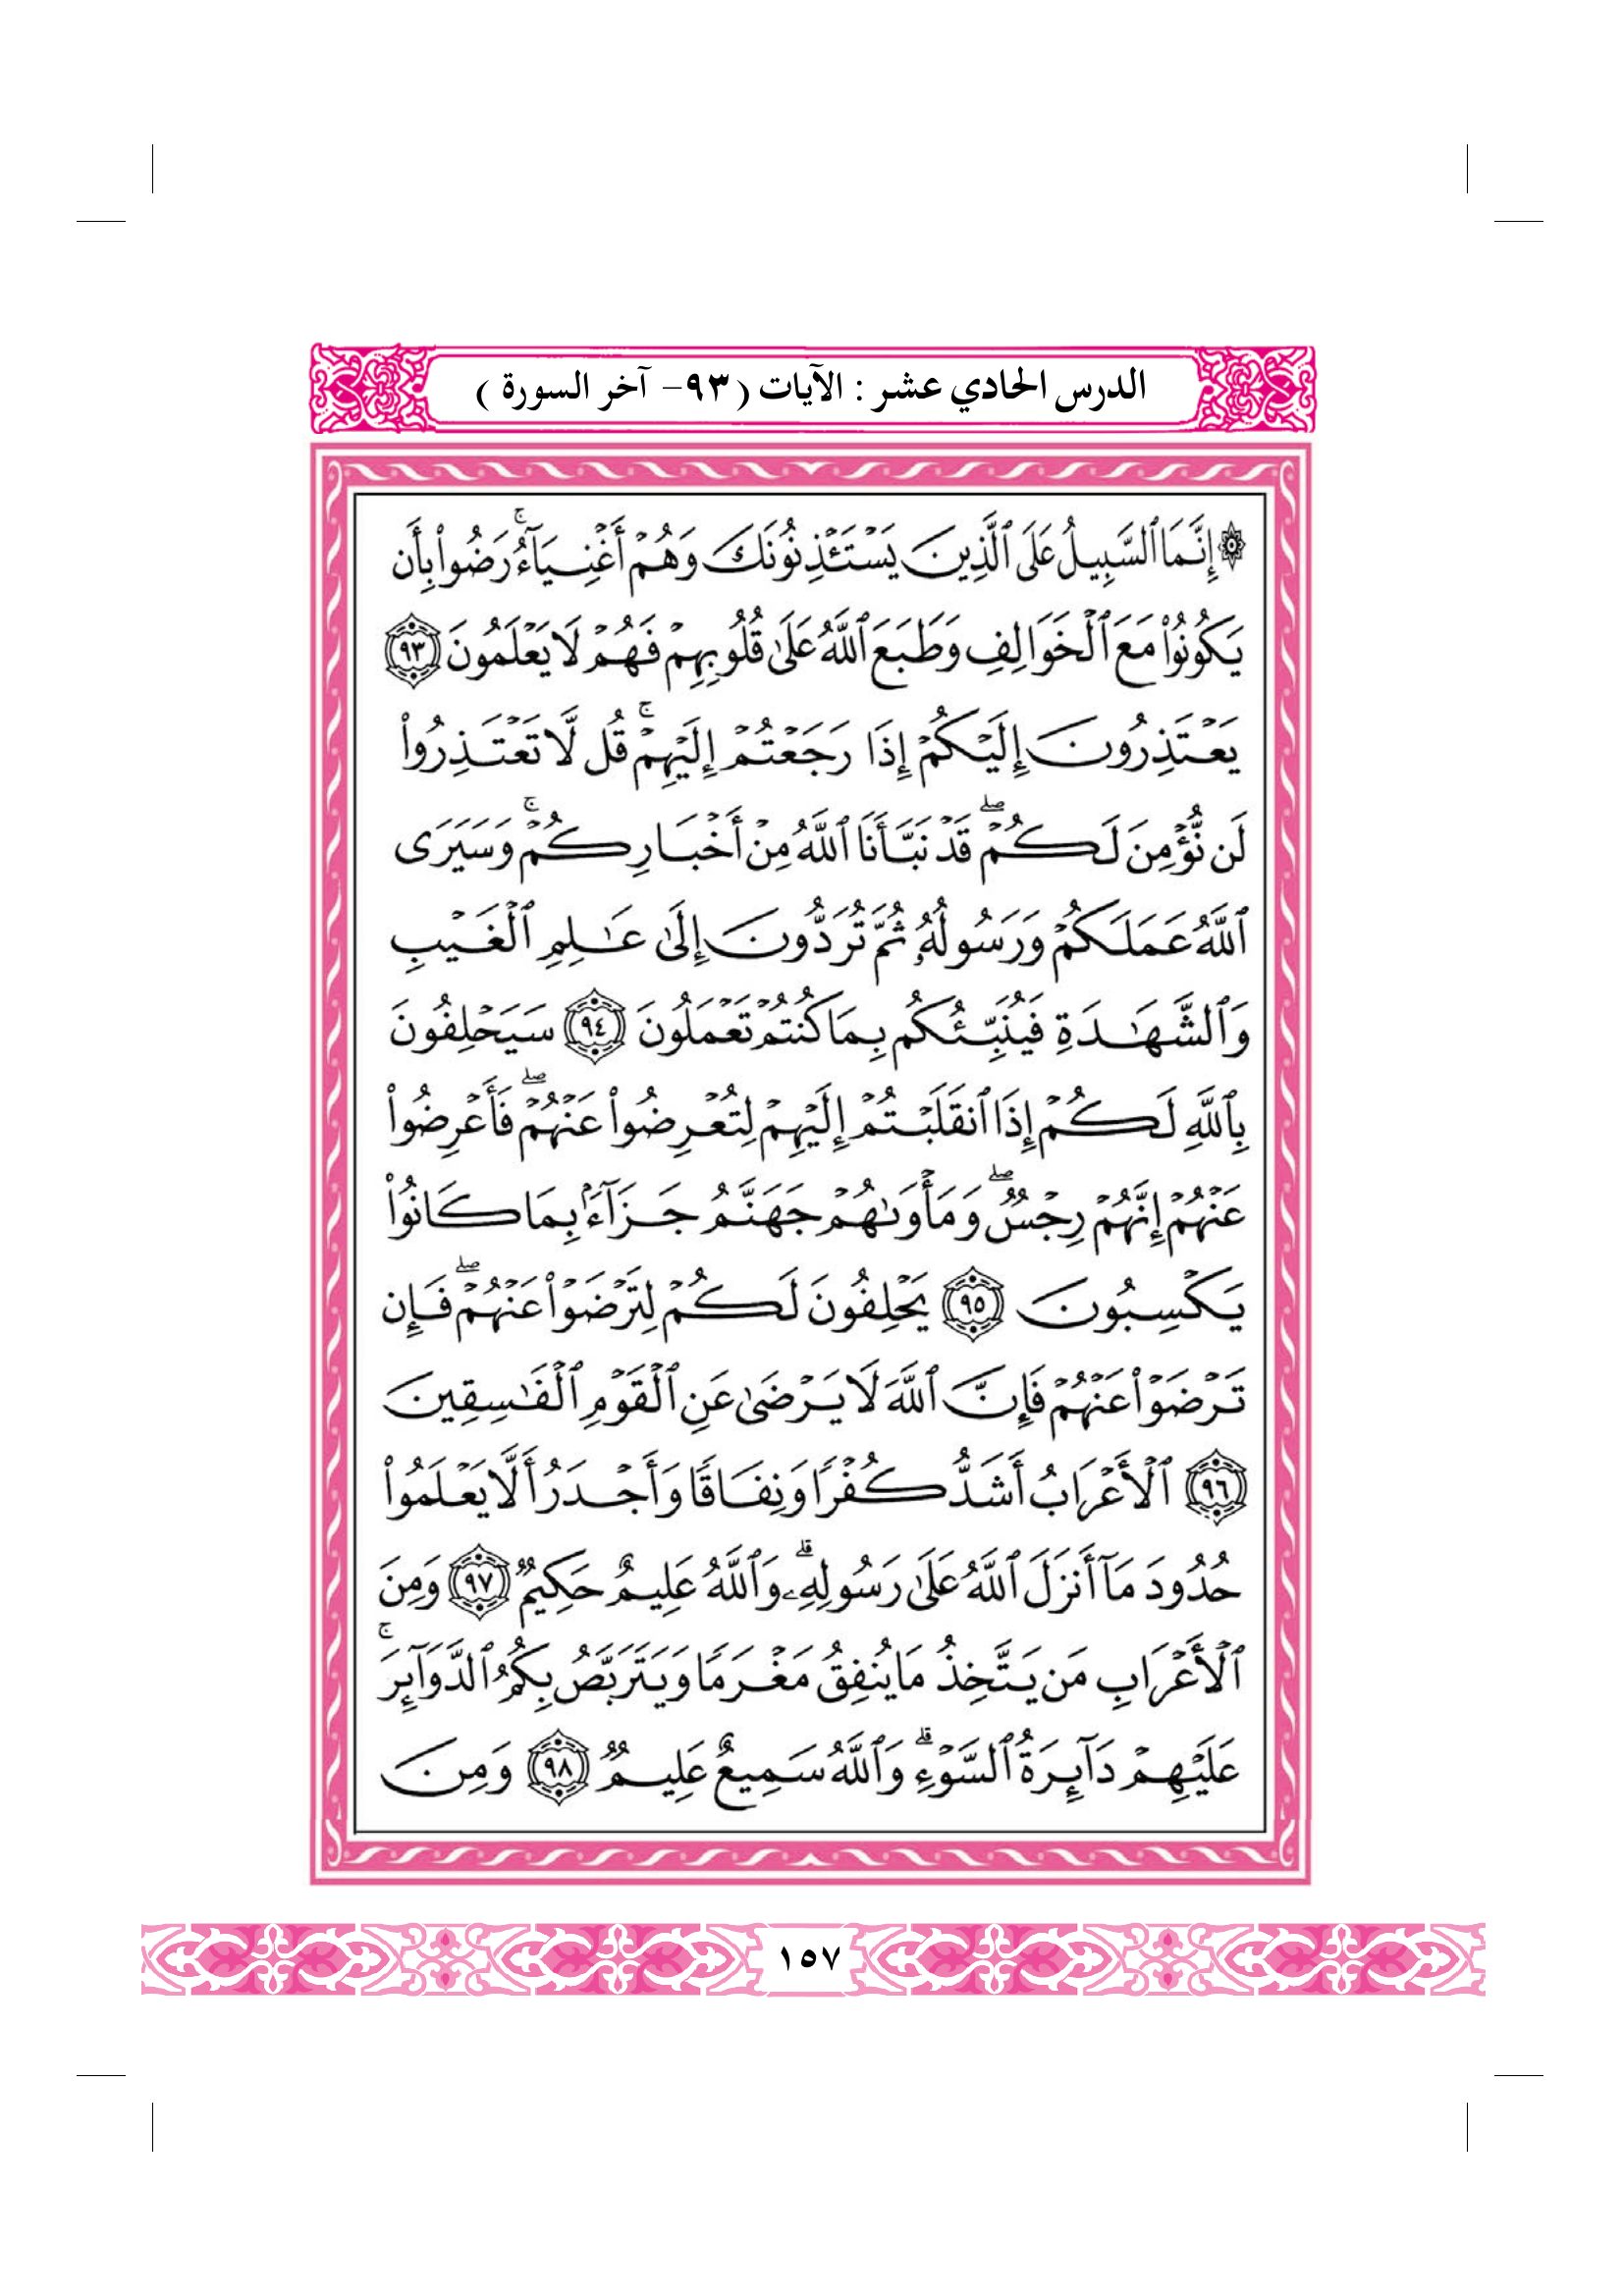 الدرس الحادي عشر : الآيات (٩٣- آخر السورة )
۞ إِنَّمَا ٱلسَّبِيلُ عَلَى ٱلَّذِينَ يَسۡتَـٔۡذِنُونَكَ وَهُمۡ أَغۡنِيَآءُۚ رَضُواْ بِأَن
يَكُونُواْ مَعَ ٱلۡخَوَالِفِ وَطَبَعَ ٱللَّهُ عَلَىٰ قُلُوبِهِمۡ فَهُمۡ لَا يَعۡلَمُونَ ٩٣
يَعۡتَذِرُونَ إِلَيۡكُمۡ إِذَا رَجَعۡتُمۡ إِلَيۡهِمۡۚ قُل لَّا تَعۡتَذِرُواْ
لَن نُّؤۡمِنَ لَكُمۡۖ قَدۡ نَبَّأَنَا ٱللَّهُ مِنۡ أَخۡبَارِكُمۡۚ وَسَيَرَى
ٱللَّهُ عَمَلَكُمۡ وَرَسُولُهُۥ ثُمَّ تُرَدُّونَ إِلَىٰ عَٰلِمِ ٱلۡغَيۡبِ
وَٱلشَّهَٰدَةِ فَيُنَبِّئُكُم بِمَا كُنتُمۡ تَعۡمَلُونَ ٩٤ سَيَحۡلِفُونَ
بِٱللَّهِ لَكُمۡ إِذَا ٱنقَلَبۡتُمۡ إِلَيۡهِمۡ لِتُعۡرِضُواْ عَنۡهُمۡۖ فَأَعۡرِضُواْ
عَنۡهُمۡ إِنَّهُمۡ رِجۡسٞۖ وَمَأۡوَىٰهُمۡ جَهَنَّمُ جَزَآءَۢ بِمَا كَانُواْ
يَكۡسِبُونَ ٩٥ يَحۡلِفُونَ لَكُمۡ لِتَرۡضَوۡاْ عَنۡهُمۡۖ فَإِن
تَرۡضَوۡاْ عَنۡهُمۡ فَإِنَّ ٱللَّهَ لَا يَرۡضَىٰ عَنِ ٱلۡقَوۡمِ ٱلۡفَٰسِقِينَ
٩٦ ٱلۡأَعۡرَابُ أَشَدُّ كُفۡرٗا وَنِفَاقٗا وَأَجۡدَرُ أَلَّا يَعۡلَمُواْ
حُدُودَ مَآ أَنزَلَ ٱللَّهُ عَلَىٰ رَسُولِهِۦۗ وَٱللَّهُ عَلِيمٌ حَكِيمٞ ٩٧ وَمِنَ
ٱلۡأَعۡرَابِ مَن يَتَّخِذُ مَا يُنفِقُ مَغۡرَمٗا وَيَتَرَبَّصُ بِكُمُ ٱلدَّوَآئِرَۚ
عَلَيۡهِمۡ دَآئِرَةُ ٱلسَّوۡءِۗ وَٱللَّهُ سَمِيعٌ عَلِيمٞ ٩٨ وَمِنَ
١٥٧